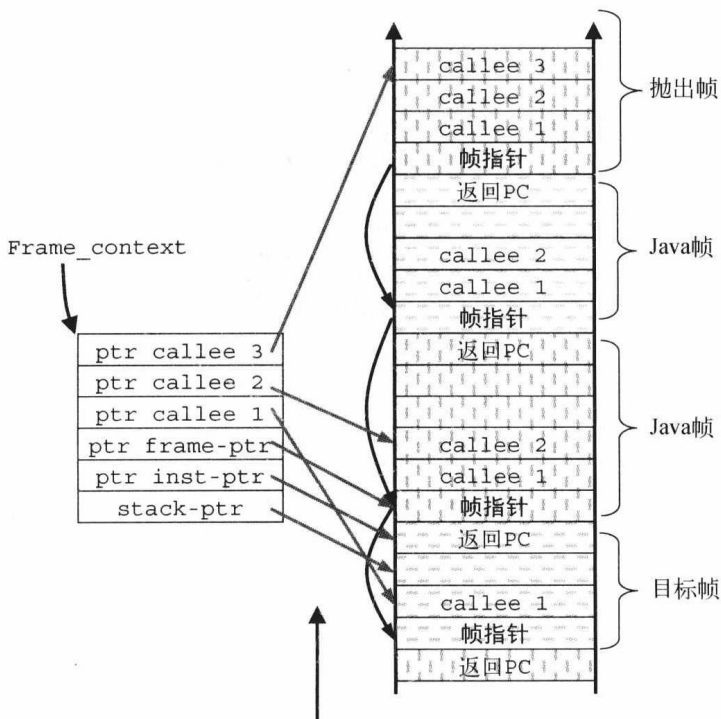 callee 3
callee 2
callee 1
帧指针
返回PC
callee 2
callee 1
帧指针
返回PC
callee 2
callee 1
帧指针
返回PC
callee 1
帧指针
返回PC
抛出帧
Java帧
Java帧
目标帧
Frame_context
ptr callee 3
ptr callee 2
ptr callee 1
ptr frame-ptr
ptr inst-ptr
stack-ptr